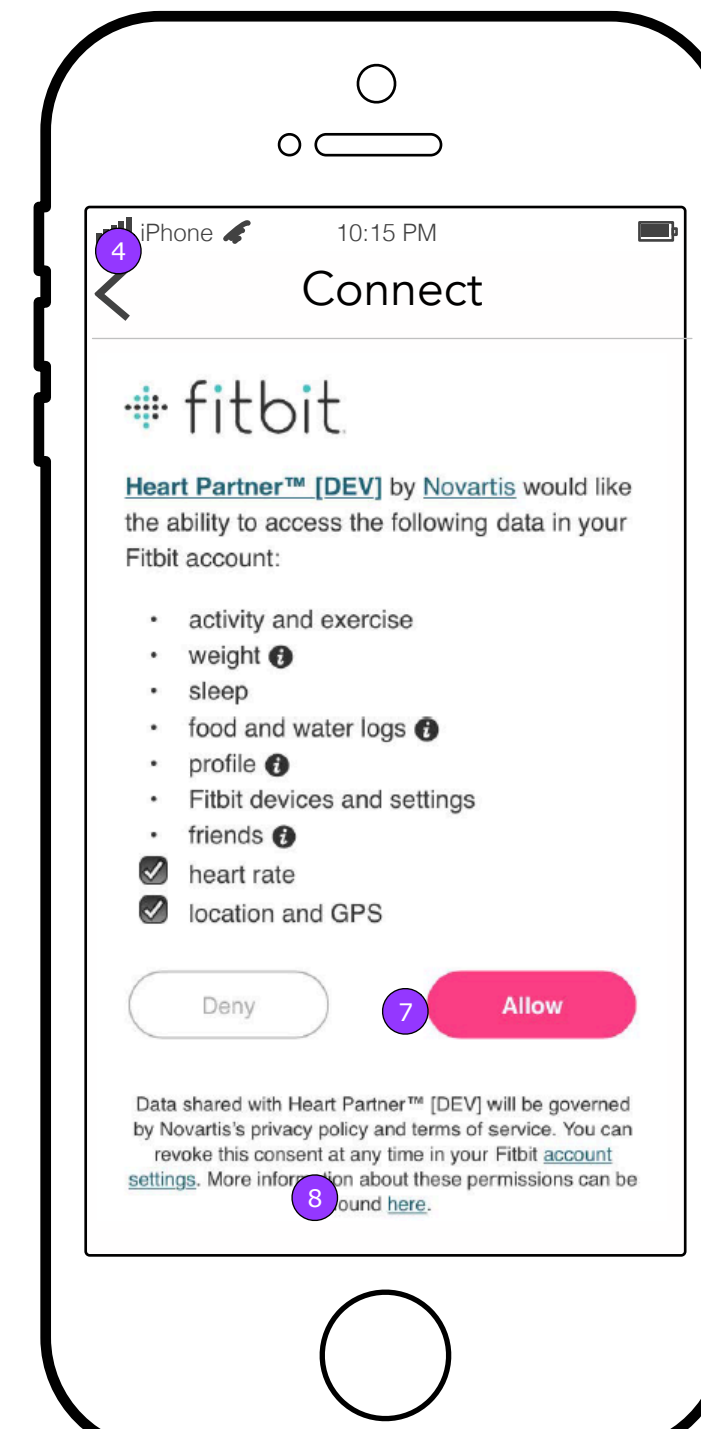 iPhone 10:15 PM
4
Connect
fitbit
Heart Partner™ [DEV] by Novartis would like
the ability to access the following data in your
Fitbit account:
• activity and exercise
• weight i
• sleep
• food and water logs i
• profile i
• Fitbit devices and settings
• friends i
heart rate
location and GPS
Deny 7 Allow
Data shared with Heart Partner™ [DEV] will be governed
by Novartis's privacy policy and terms of service. You can
revoke this consent at any time in your Fitbit account
settings. More information about these permissions can be
8 ound here.